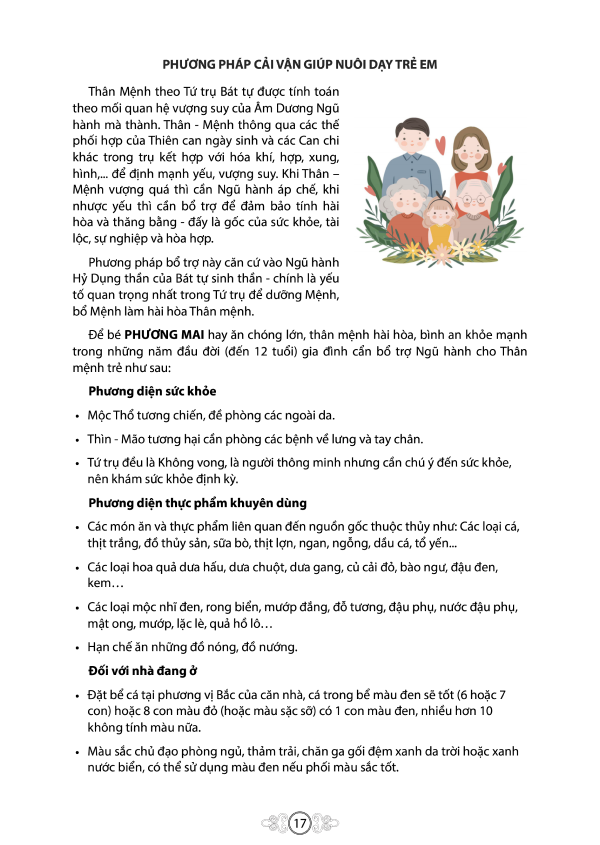 PHƯƠNG PHÁP CẢI VẬN GIÚP NUÔI DẠY TRẺ EM
Thân Mệnh theo Tứ trụ Bát tự được tính toán
theo mối quan hệ vượng suy của Âm Dương Ngũ
hành mà thành. Thân - Mệnh thông qua các thế
phối hợp của Thiên can ngày sinh và các Can chi
khác trong trụ kết hợp với hóa khí, hợp, xung,
hình,... để định mạnh yếu, vượng suy. Khi Thân –
Mệnh vượng quá thì cần Ngũ hành áp chế, khi
nhược yếu thì cần bổ trợ để đảm bảo tính hài
hòa và thăng bằng - đấy là gốc của sức khỏe, tài
lộc, sự nghiệp và hòa hợp.
Phương pháp bổ trợ này căn cứ vào Ngũ hành
Hỷ Dụng thần của Bát tự sinh thần - chính là yếu
tố quan trọng nhất trong Tứ trụ để dưỡng Mệnh,
bổ Mệnh làm hài hòa Thân mệnh.
Để bé PHƯƠNG MAI hay ăn chóng lớn, thân mệnh hài hòa, bình an khỏe mạnh
trong những năm đầu đời (đến 12 tuổi) gia đình cẩn bổ trợ Ngũ hành cho Thân
mệnh trẻ như sau:
Phương diện sức khỏe
• Mộc Thổ tương chiến, đề phòng các ngoài da.
• Thìn - Mão tương hại cần phòng các bệnh về lưng và tay chân.
• Tứ trụ đều là Không vong, là người thông minh nhưng cần chú ý đến sức khỏe,
nên khám sức khỏe định kỳ.
Phương diện thực phẩm khuyên dùng
• Các món ăn và thực phẩm liên quan đến nguồn gốc thuộc thủy như: Các loại cá,
thịt trắng, đồ thủy sản, sữa bò, thịt lợn, ngan, ngỗng, dầu cá, tổ yến...
• Các loại hoa quả dưa hấu, dưa chuột, dưa gang, củ cải đỏ, bào ngư, đậu đen,
kem…
• Các loại mộc nhĩ đen, rong biển, mướp đắng, đỗ tương, đậu phụ, nước đậu phụ,
mật ong, mướp, lặc lè, quả hồ lô…
• Hạn chế ăn những đồ nóng, đồ nướng.
Đối với nhà đang ở
• Đặt bể cá tại phương vị Bắc của căn nhà, cá trong bể màu đen sẽ tốt (6 hoặc 7
con) hoặc 8 con màu đỏ (hoặc màu sặc sỡ) có 1 con màu đen, nhiều hơn 10
không tính màu nữa.
• Màu sắc chủ đạo phòng ngủ, thảm trải, chăn ga gối đệm xanh da trời hoặc xanh
nước biển, có thể sử dụng màu đen nếu phối màu sắc tốt.
17